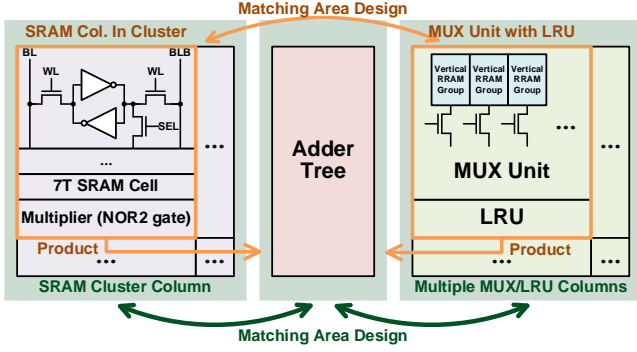 Matching Area Design
SRAM Col. In Cluster
MUX Unit with LRU
BL
BLB
WL
WL
SEL
...
...
7T SRAM Cell
Multiplier (NOR2 gate)
Product
...
...
SRAM Cluster Column
Adder
Tree
Vertical
RRAM
Group
Vertical
RRAM
Group
Vertical
RRAM
Group
...
...
MUX Unit
LRU
Product
...
...
Multiple MUX/LRU Columns
Matching Area Design